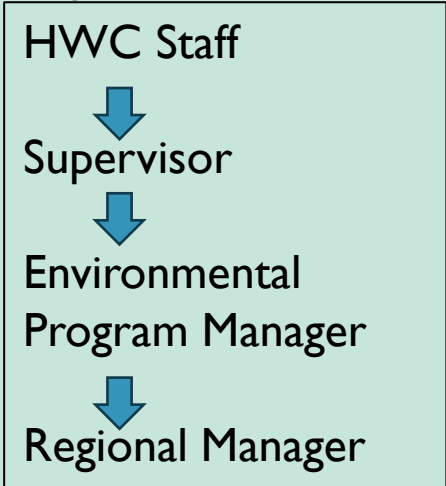 HWC Staff
Supervisor
Environmental
Program Manager
Regional Manager